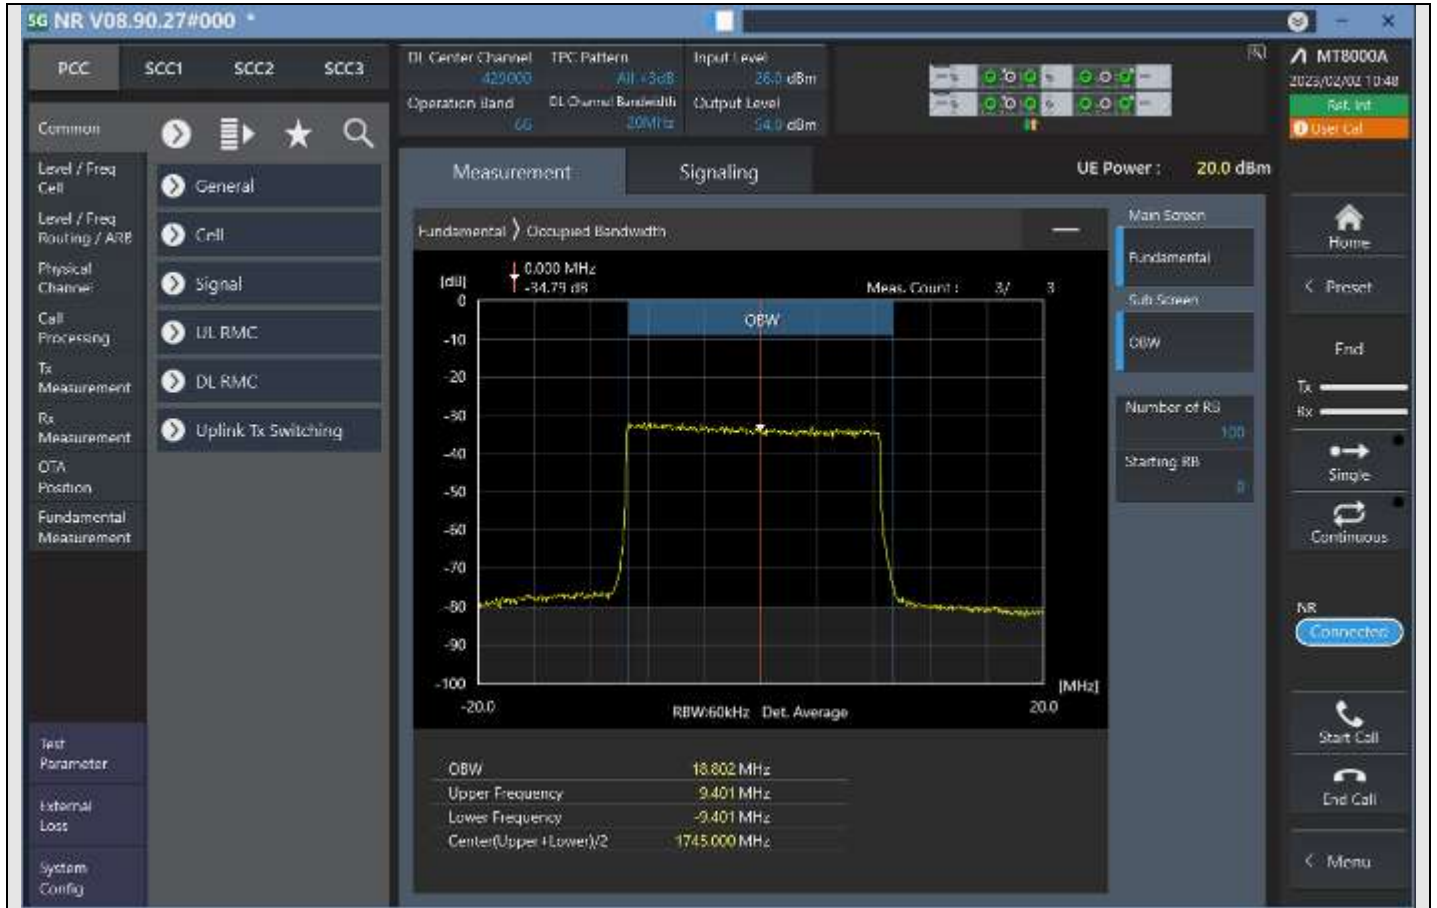 5G NR V08.90.27#000 *
PCC SCC1 SCC2 SCC3
DL Center Channel 429000
TPC Pattern All +3dB
Input Level 26.0 dBm
Operation Band 66
DL Channel Bandwidth 20MHz
Output Level -54.0 dBm
MT8000A
2023/02/02 10:48
Ref. Int
User Cal
Common
Level / Freq
Cell
Level / Freq
Routing / ARB
Physical
Channel
Call
Processing
Tx
Measurement
Rx
Measurement
OTA
Position
Fundamental
Measurement
Test
Parameter
External
Loss
System
Config
General
Cell
Signal
UL RMC
DL RMC
Uplink Tx Switching
Measurement Signaling
UE Power : 20.0 dBm
Fundamental Occupied Bandwidth
[dB]
0.000 MHz
-34.79 dB
Meas. Count : 3/ 3
OBW
0
-10
-20
-30
-40
-50
-60
-70
-80
-90
-100
[MHz]
-20.0 20.0
RBW:60kHz Det. Average
OBW 18.802 MHz
Upper Frequency 9.401 MHz
Lower Frequency -9.401 MHz
Center(Upper+Lower)/2 1745.000 MHz
Main Screen
Fundamental
Sub Screen
OBW
Number of RB
100
Starting RB
0
Home
< Preset
End
Tx
Rx
Single
Continuous
NR
Connected
Start Call
End Call
< Menu